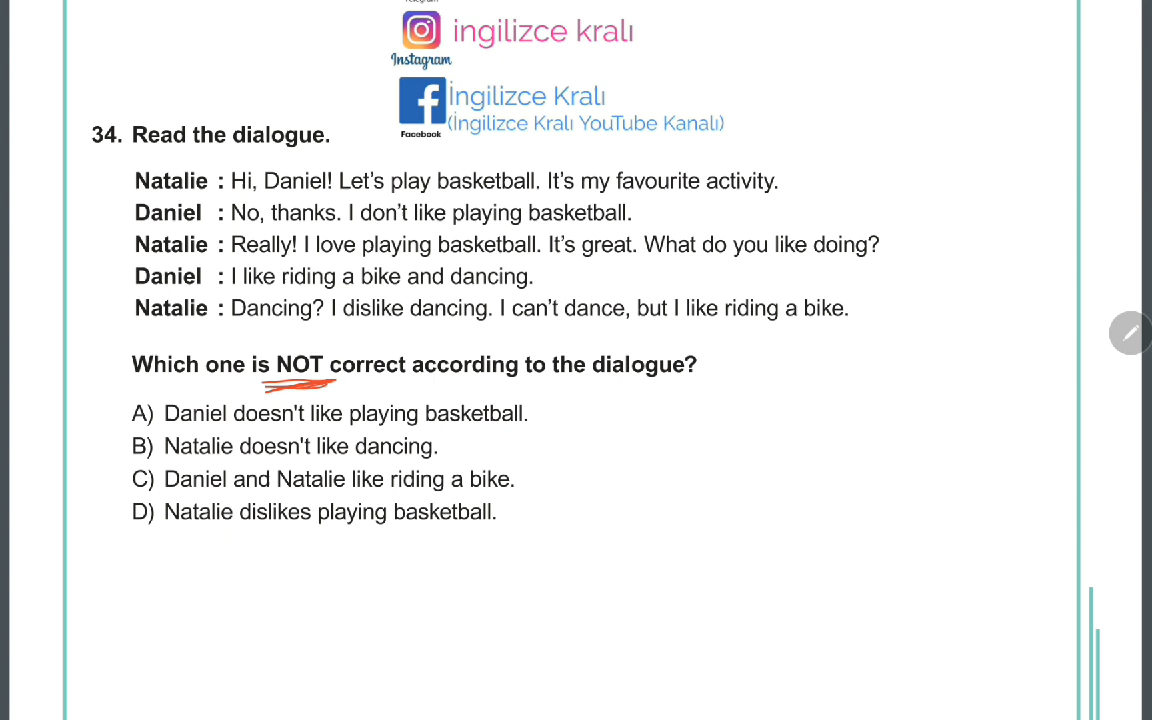 ingilizce kralı
Instagram
İngilizce Kralı
(İngilizce Kralı YouTube Kanalı)
Facebook
34. Read the dialogue.
Natalie : Hi, Daniel! Let’s play basketball. It’s my favourite activity.
Daniel : No, thanks. I don’t like playing basketball.
Natalie : Really! I love playing basketball. It’s great. What do you like doing?
Daniel : I like riding a bike and dancing.
Natalie : Dancing? I dislike dancing. I can’t dance, but I like riding a bike.
Which one is NOT correct according to the dialogue?
A) Daniel doesn't like playing basketball.
B) Natalie doesn't like dancing.
C) Daniel and Natalie like riding a bike.
D) Natalie dislikes playing basketball.